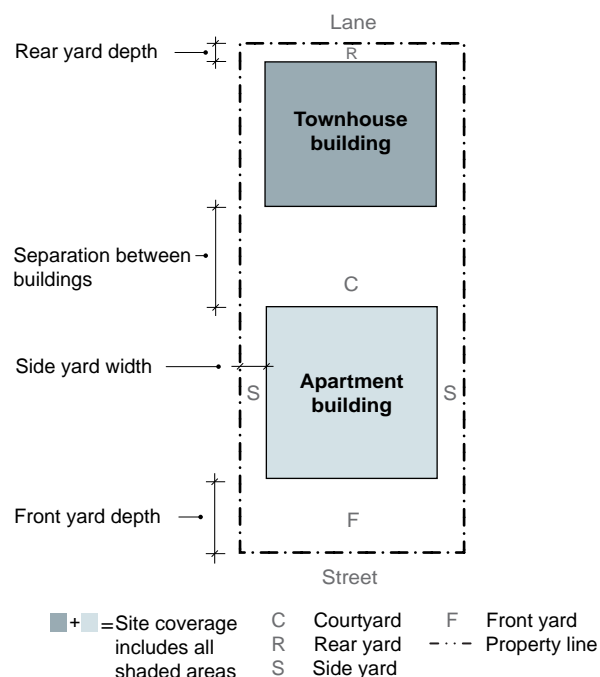 Lane
Rear yard depth
R
Townhouse
building
Separation between
buildings
C
Side yard width
S
Apartment
building
S
Front yard depth
F
Street
+ = Site coverage
includes all
shaded areas
C Courtyard
R Rear yard
S Side yard
F Front yard
Property line